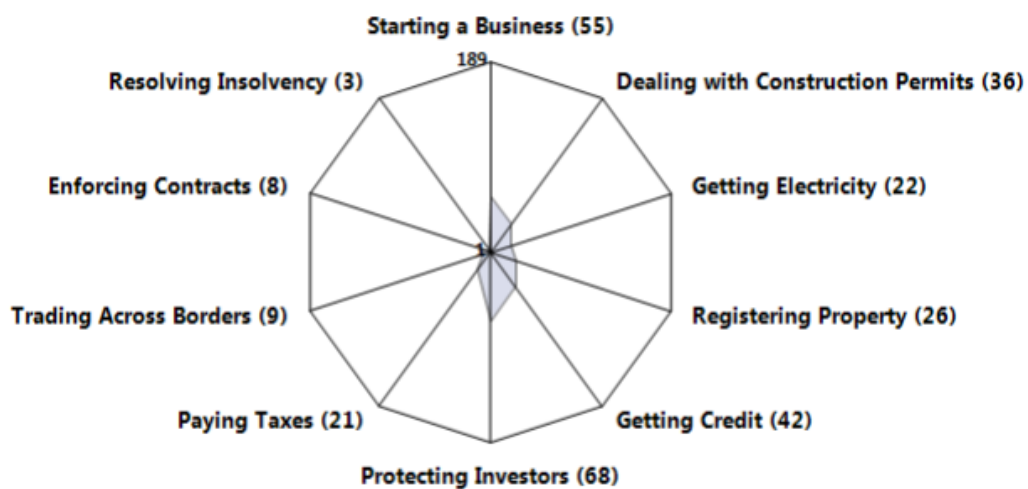 Starting a Business (55)
189
Resolving Insolvency (3)
Dealing with Construction Permits (36)
Enforcing Contracts (8)
Getting Electricity (22)
1
Trading Across Borders (9)
Registering Property (26)
Paying Taxes (21)
Getting Credit (42)
Protecting Investors (68)